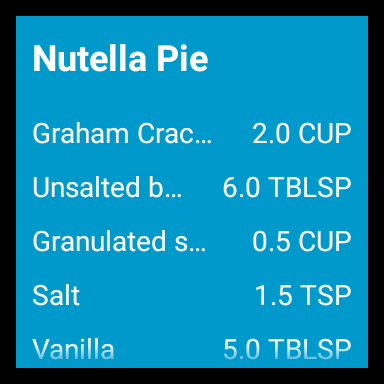 Nutella Pie
Graham Crac... 2.0 CUP
Unsalted b... 6.0 TBLSP
Granulated s... 0.5 CUP
Salt 1.5 TSP
Vanilla 5.0 TBLSP